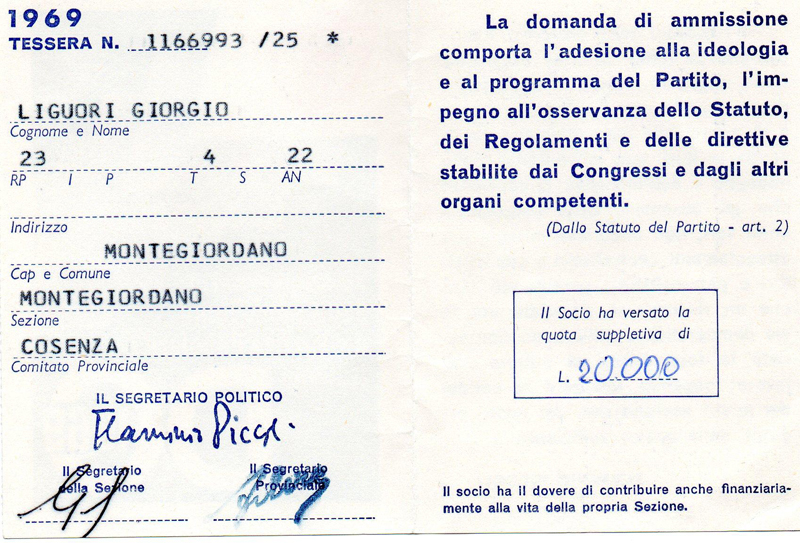 1969
TESSERA N. 1166993 /25 *
LIGUORI GIORGIO
Cognome e Nome
23 4 22
RP I P T S AN
Indirizzo
MONTEGIORDANO
Cap e Comune
MONTEGIORDANO
Sezione
COSENZA
Comitato Provinciale
IL SEGRETARIO POLITICO
Flaminio Piccoli
Il Segretario
della Sezione
Il Segretario
Provinciale
La domanda di ammissione
comporta l'adesione alla ideologia
e al programma del Partito, l'im-
pegno all'osservanza dello Statuto,
dei Regolamenti e delle direttive
stabilite dai Congressi e dagli altri
organi competenti.
(Dallo Statuto del Partito - art. 2)
Il Socio ha versato la
quota suppletiva di
L. 20.000
Il socio ha il dovere di contribuire anche finanziaria-
mente alla vita della propria Sezione.